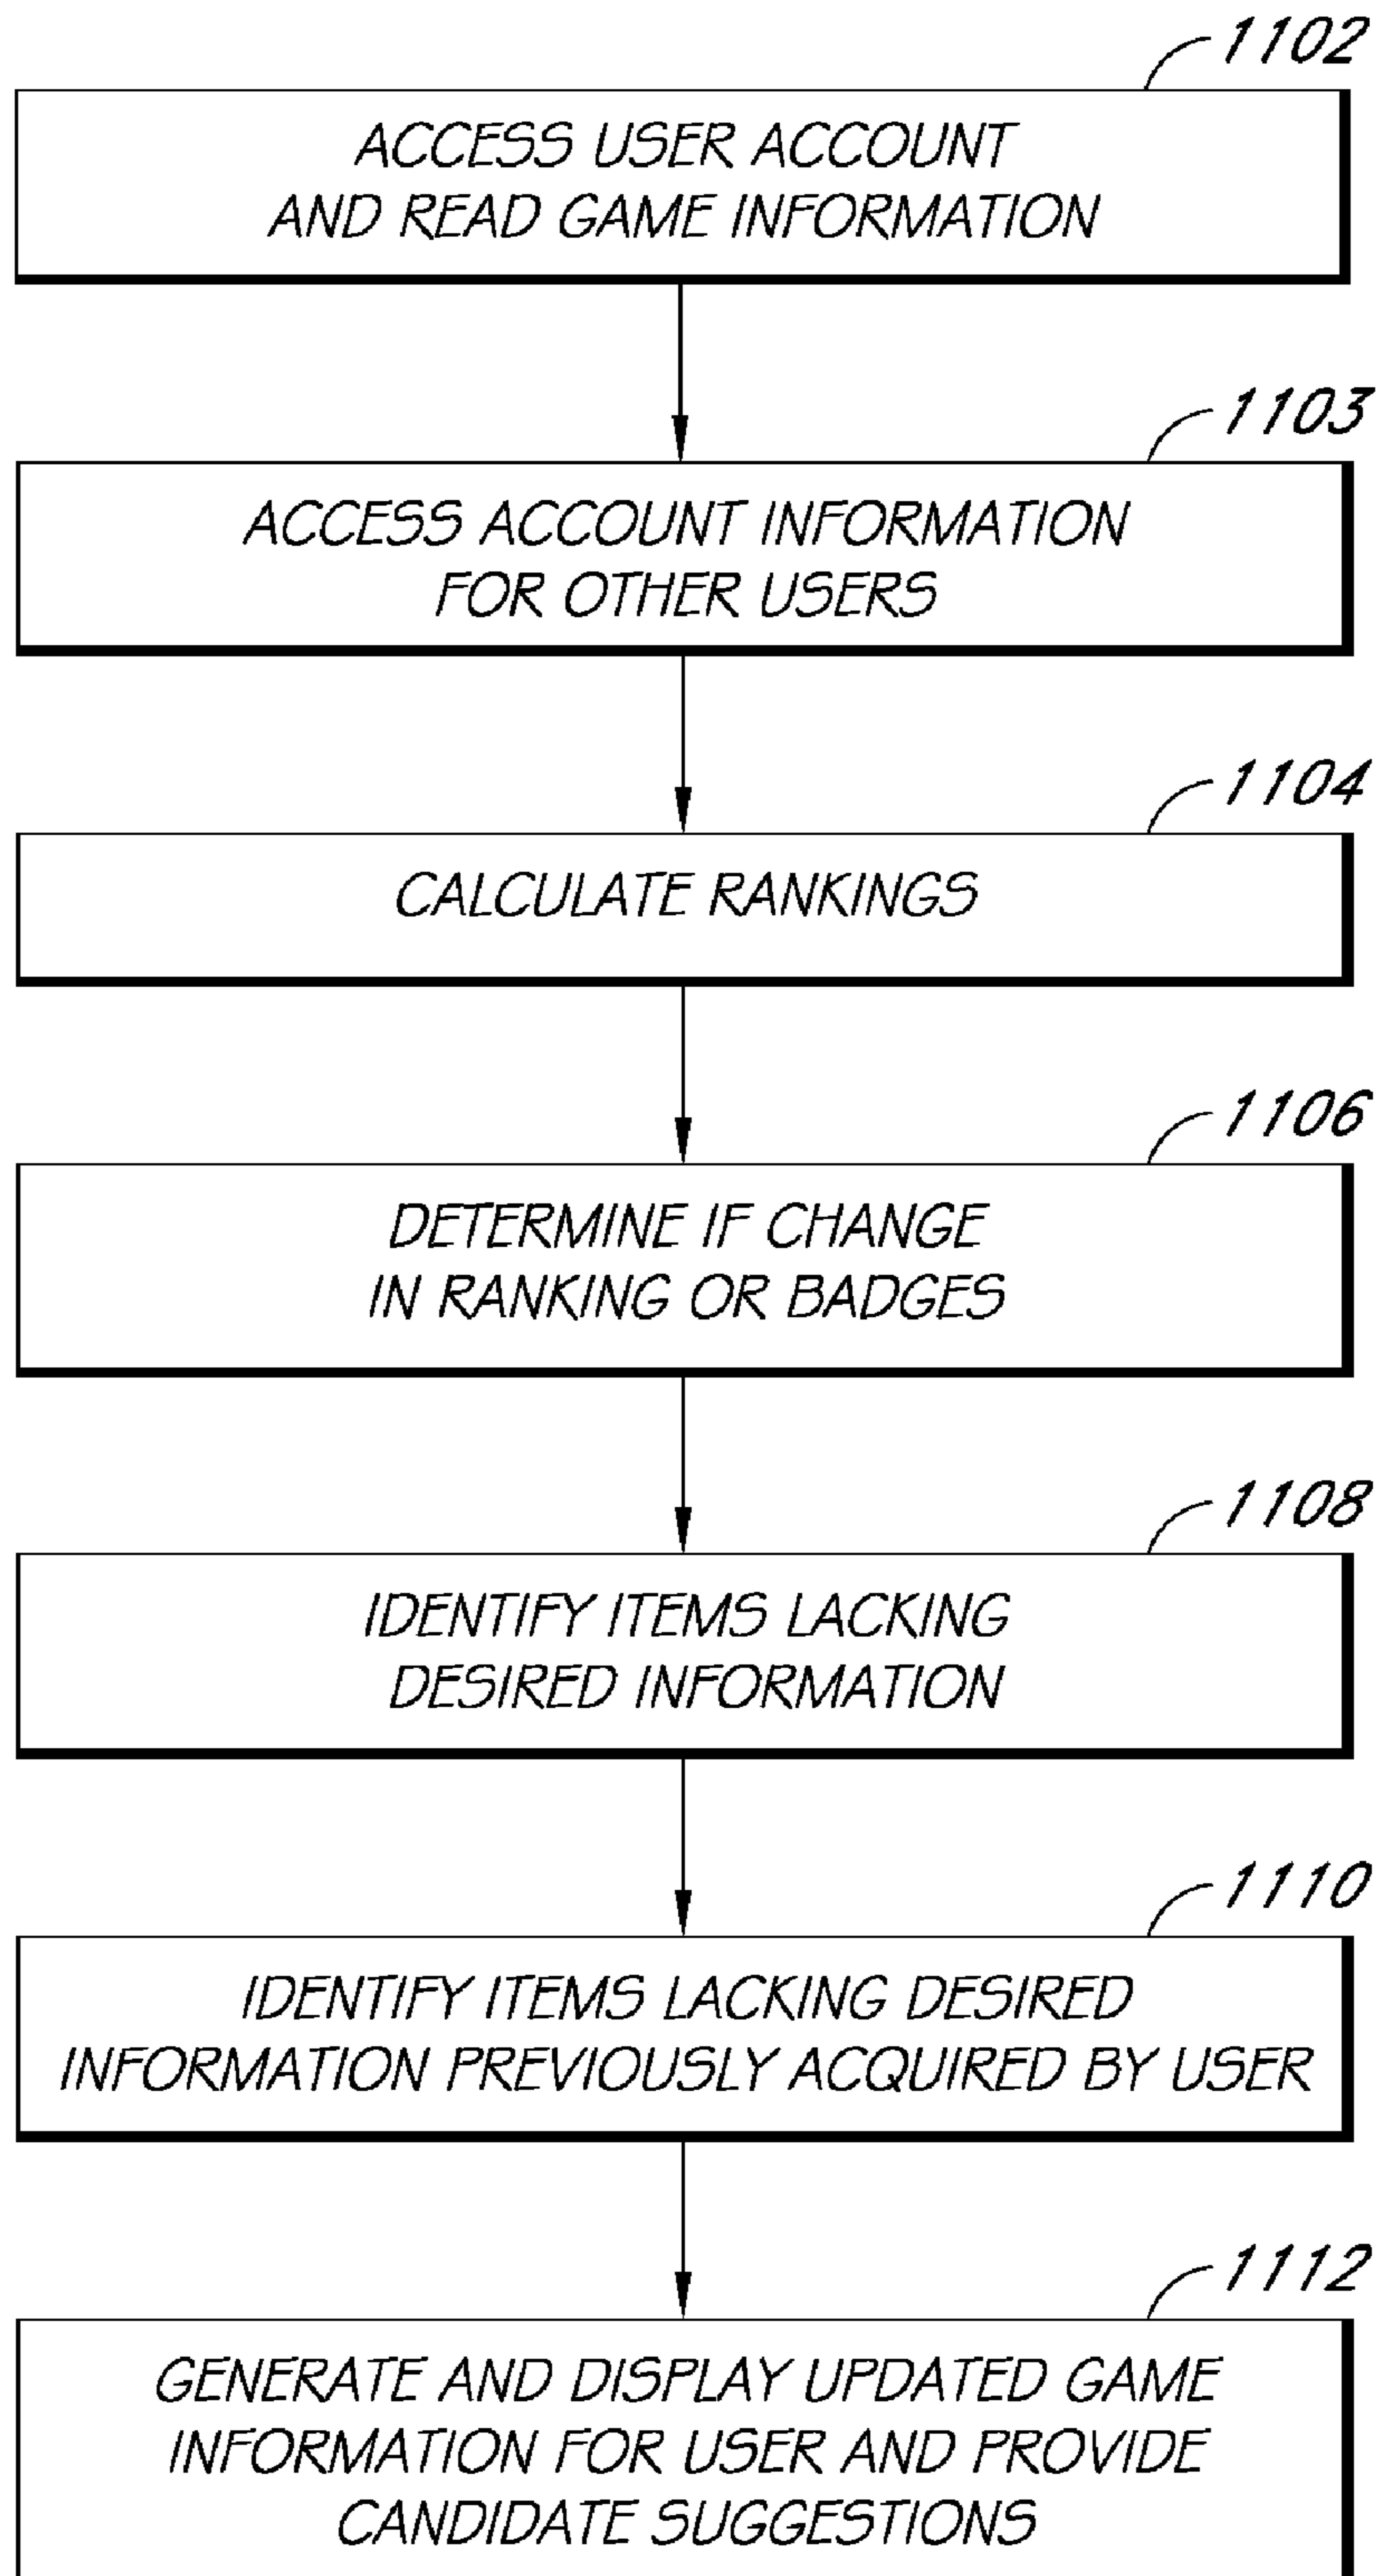 1102
ACCESS USER ACCOUNT
AND READ GAME INFORMATION
1103
ACCESS ACCOUNT INFORMATION
FOR OTHER USERS
1104
CALCULATE RANKINGS
1106
DETERMINE IF CHANGE
IN RANKING OR BADGES
1108
IDENTIFY ITEMS LACKING
DESIRED INFORMATION
1110
IDENTIFY ITEMS LACKING DESIRED
INFORMATION PREVIOUSLY ACQUIRED BY USER
1112
GENERATE AND DISPLAY UPDATED GAME
INFORMATION FOR USER AND PROVIDE
CANDIDATE SUGGESTIONS